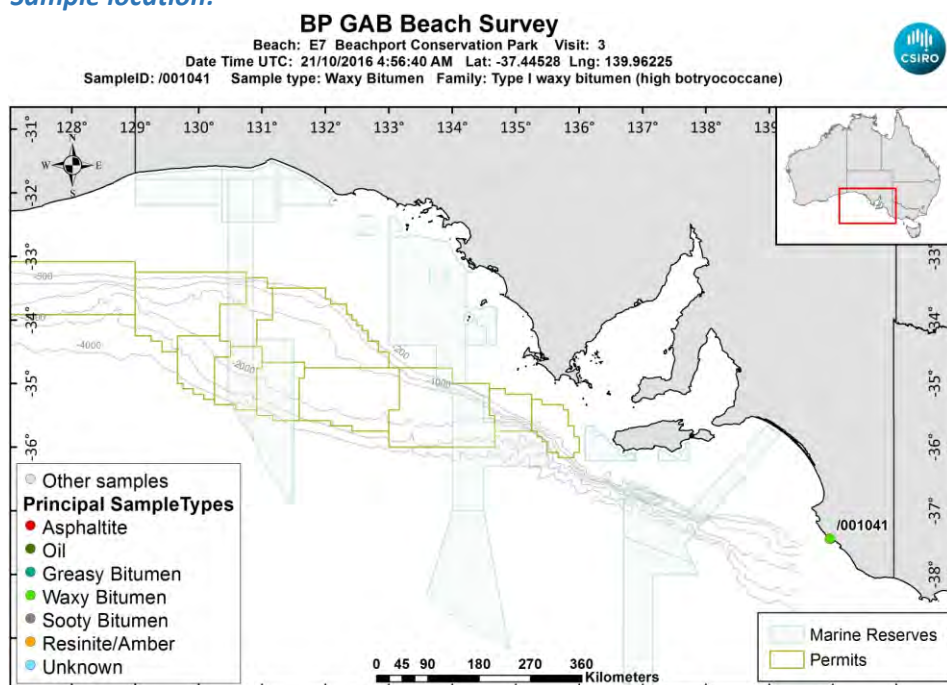 Sample location:
BP GAB Beach Survey
Beach: E7 Beachport Conservation Park Visit: 3
Date Time UTC: 21/10/2016 4:56:40 AM Lat: -37.44528 Lng: 139.96225
SampleID: /001041 Sample type: Waxy Bitumen Family: Type I waxy bitumen (high botryococcane)
CSIRO
128° 129° 130° 131° 132° 133° 134° 135° 136° 137° 138° 139
-31°
-32°
-33°
-34°
-35°
-36°
-37°
-38°
N
W E
S
-4000
-2000
-200
-1000
-33°
-34°
-35°
-36°
-37°
-38°
/001041
Other samples
Principal SampleTypes
Asphaltite
Oil
Greasy Bitumen
Waxy Bitumen
Sooty Bitumen
Resinite/Amber
Unknown
0 45 90 180 270 360
Kilometers
Marine Reserves
Permits